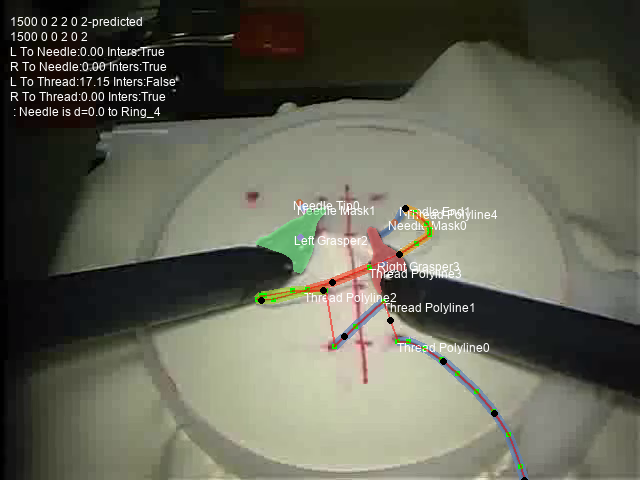 1500 0 2 2 0 2-predicted
1500 0 0 2 0 2
L To Needle:0.00 Inters:True
R To Needle:0.00 Inters:True
L To Thread:17.15 Inters:False
R To Thread:0.00 Inters:True
: Needle is d=0.0 to Ring_4
Needle Tip0
Needle Mask1
Needle End1
Thread Polyline4
Needle Mask0
Left Grasper2
Right Grasper3
Thread Polyline3
Thread Polyline2
Thread Polyline1
Thread Polyline0